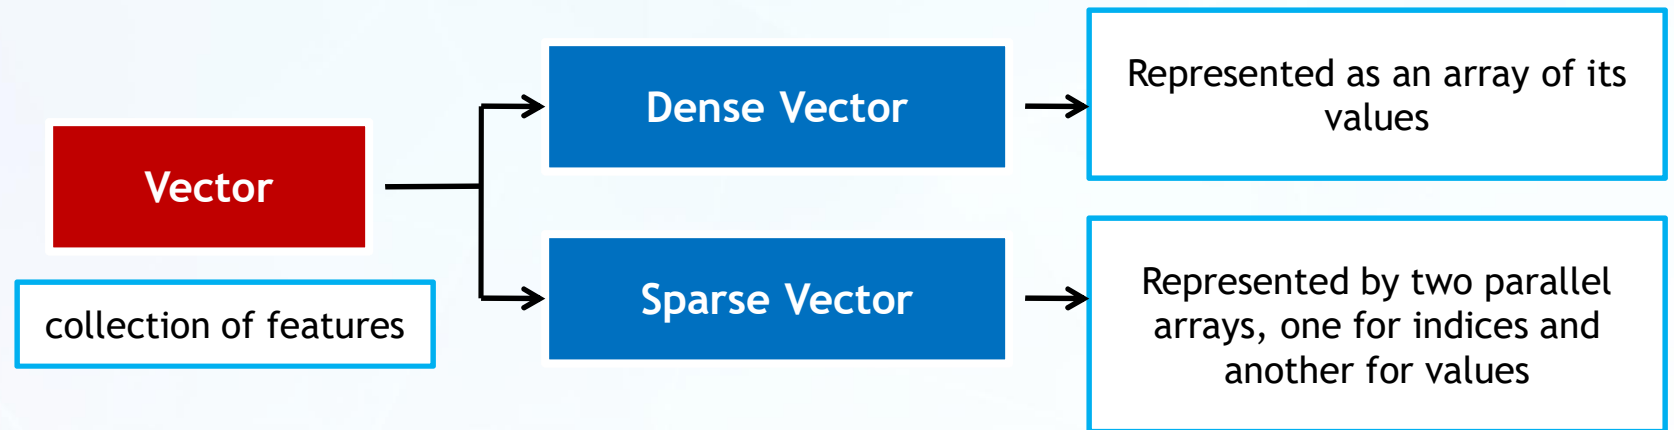 Vector
collection of features
Dense Vector
Represented as an array of its
values
Sparse Vector
Represented by two parallel
arrays, one for indices and
another for values